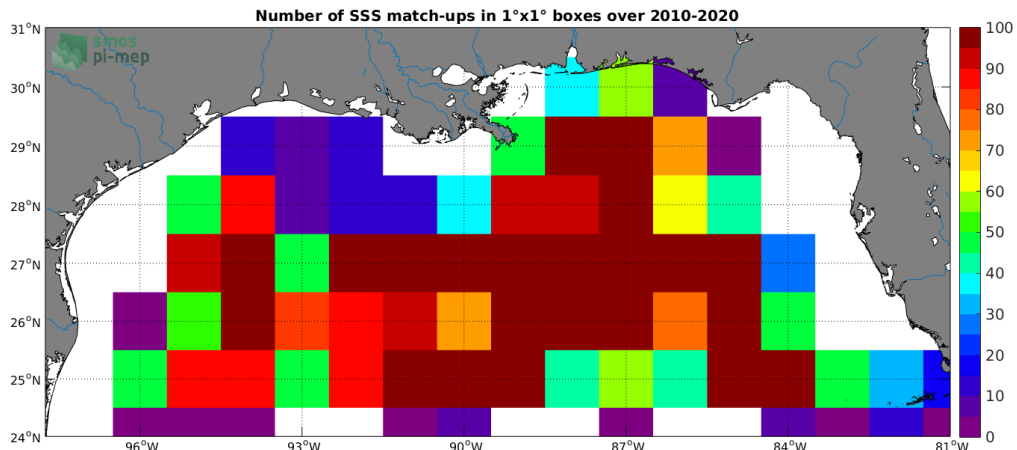 Number of SSS match-ups in 1°x1° boxes over 2010-2020
smos
pi-mep
31°N
30°N
29°N
28°N
27°N
26°N
25°N
24°N
96°W
93°W
90°W
87°W
84°W
81°W
100
90
80
70
60
50
40
30
20
10
0